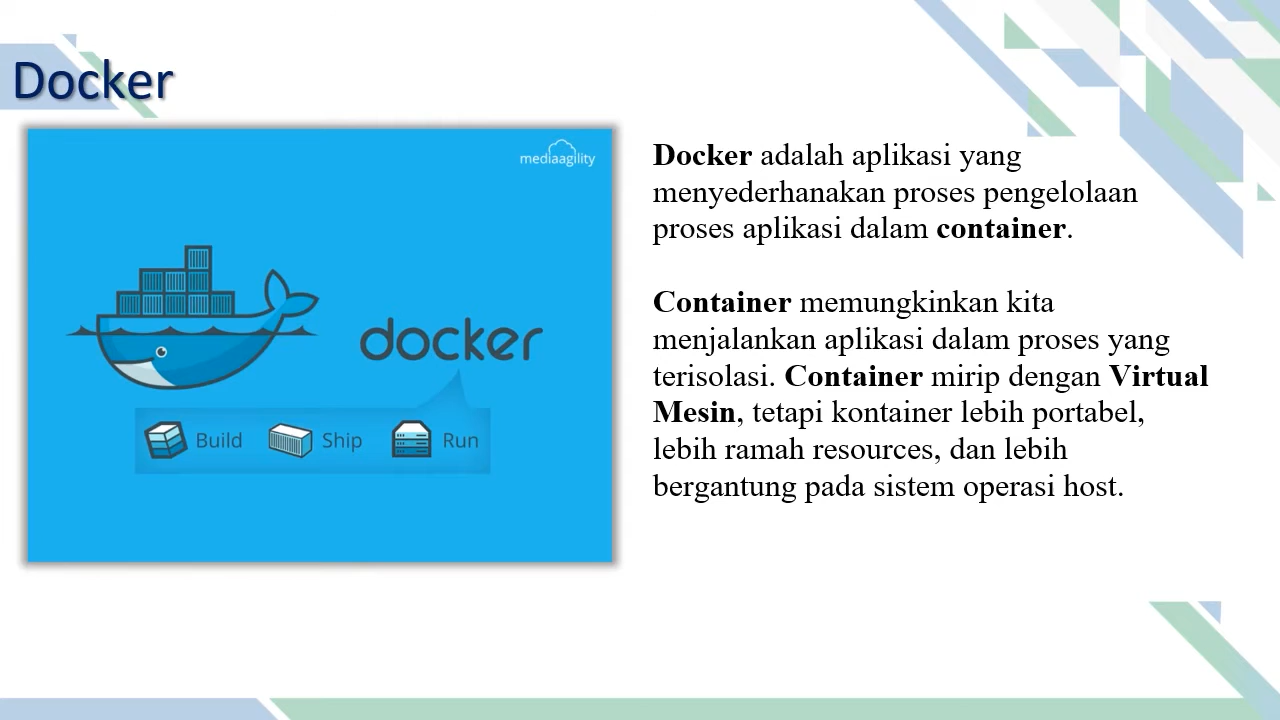 Docker
mediaagility
docker
Build Ship Run
Docker adalah aplikasi yang
menyederhanakan proses pengelolaan
proses aplikasi dalam container.
Container memungkinkan kita
menjalankan aplikasi dalam proses yang
terisolasi. Container mirip dengan Virtual
Mesin, tetapi kontainer lebih portabel,
lebih ramah resources, dan lebih
bergantung pada sistem operasi host.